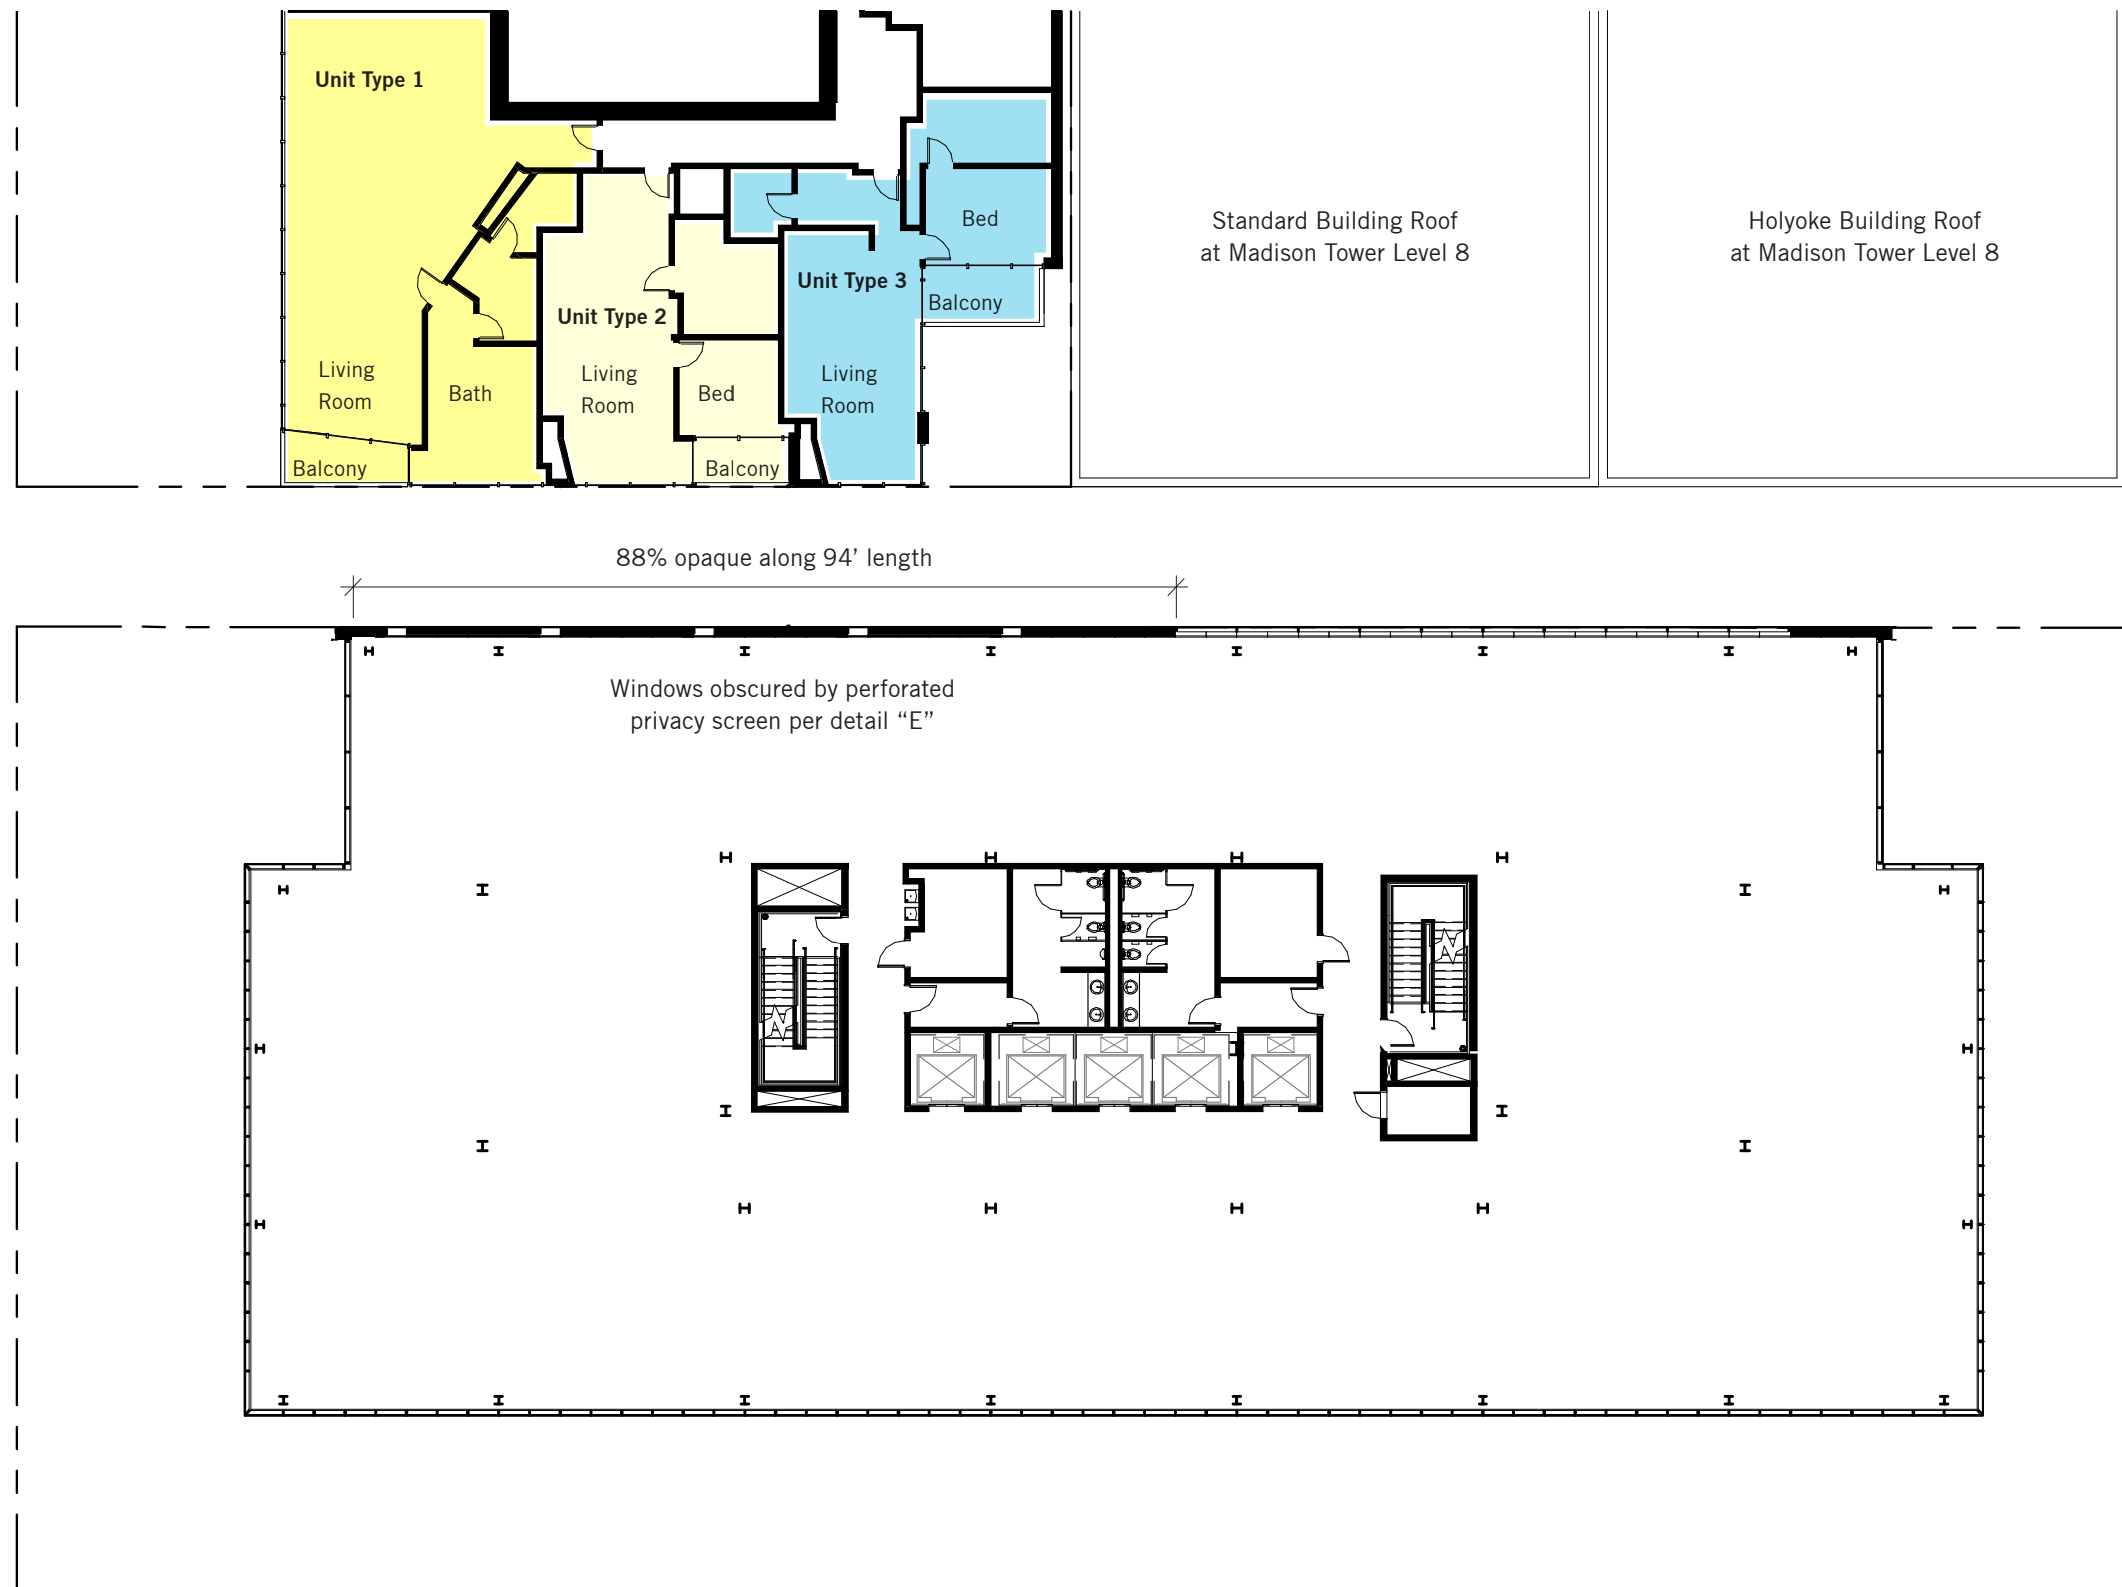 Unit Type 1
Bed
Standard Building Roof
at Madison Tower Level 8
Holyoke Building Roof
at Madison Tower Level 8
Unit Type 3
Balcony
Unit Type 2
Living
Room
Bath
Living
Room
Bed
Living
Room
Balcony
Balcony
88% opaque along 94’ length
Windows obscured by perforated
privacy screen per detail “E”